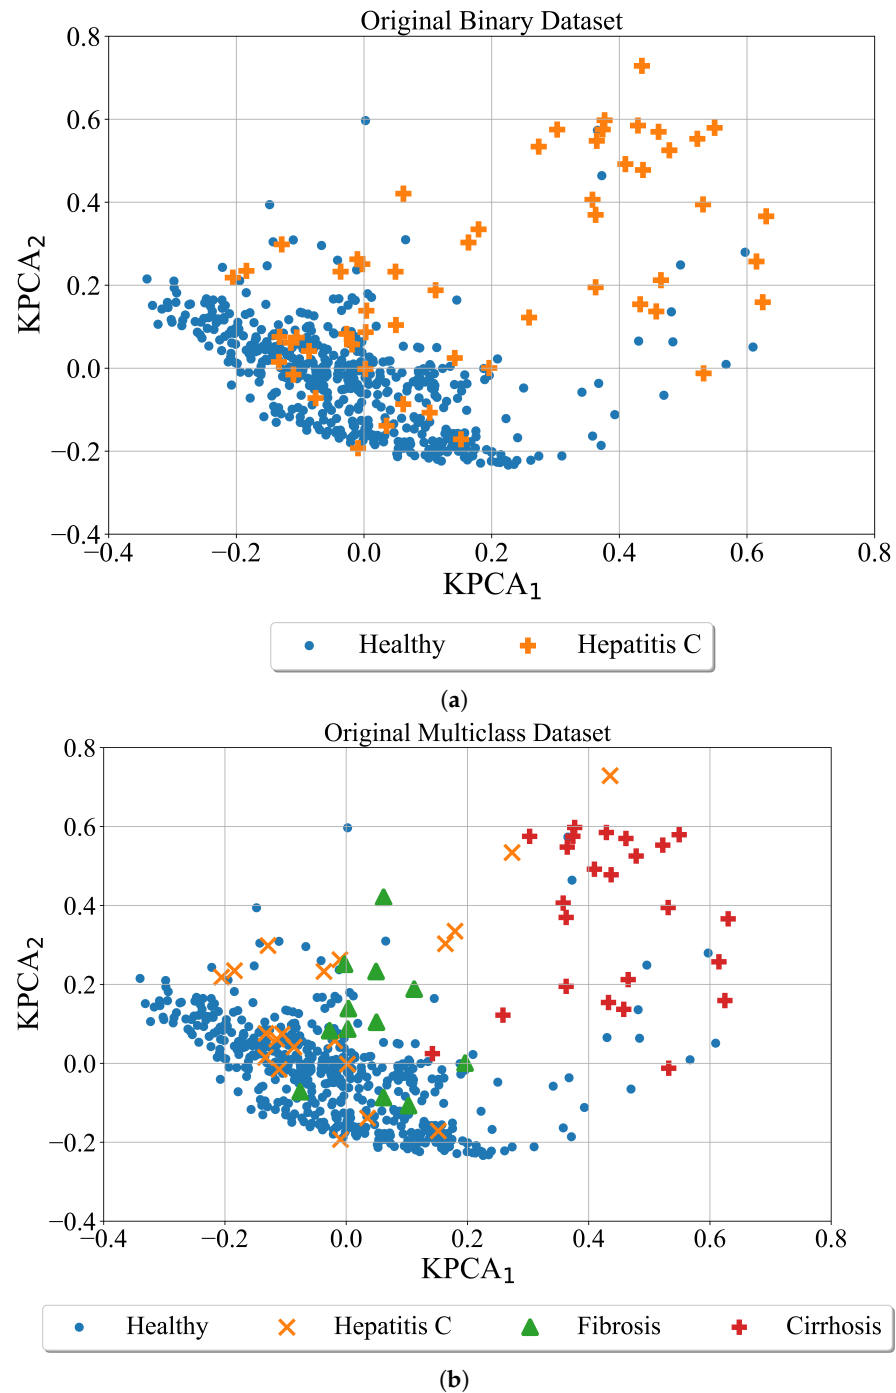 Original Binary Dataset
0.8
0.6
0.4
0.2
0.0
−0.2
−0.4
KPCA₂
−0.4 −0.2 0.0 0.2 0.4 0.6 0.8
KPCA₁
Healthy Hepatitis C
(a)
Original Multiclass Dataset
0.8
0.6
0.4
0.2
0.0
−0.2
−0.4
KPCA₂
−0.4 −0.2 0.0 0.2 0.4 0.6 0.8
KPCA₁
Healthy Hepatitis C Fibrosis Cirrhosis
(b)